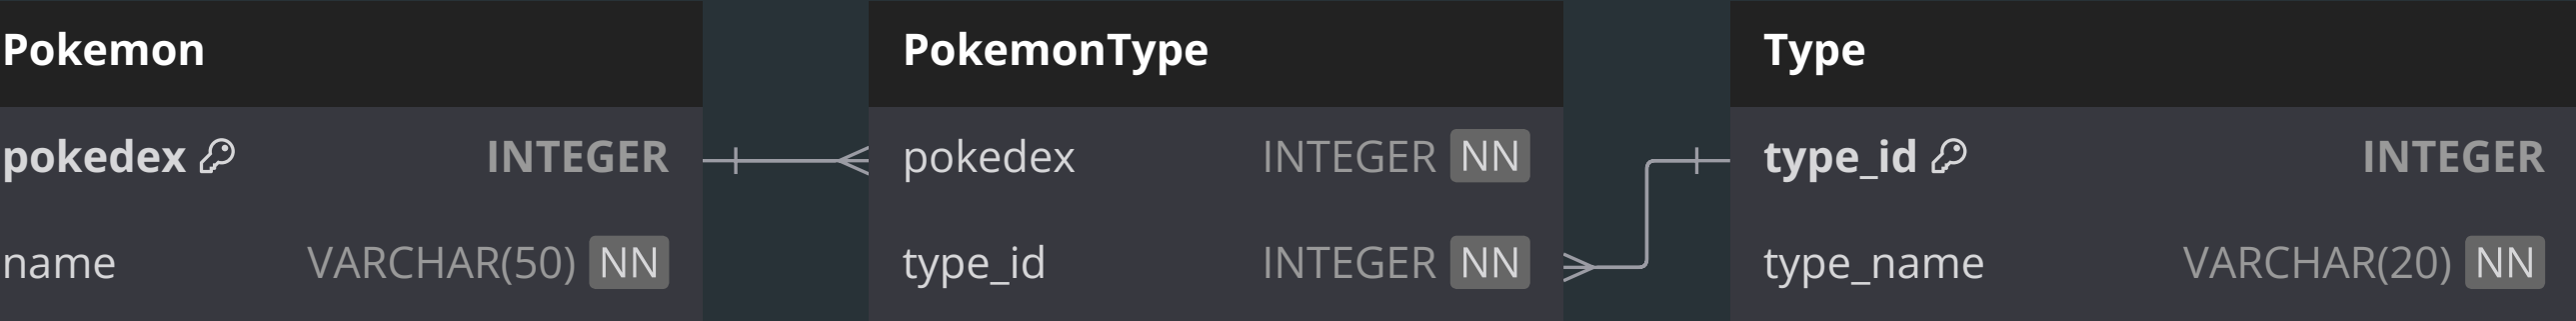 Pokemon
pokedex INTEGER
name VARCHAR(50) NN
PokemonType
pokedex INTEGER NN
type_id INTEGER NN
Type
type_id INTEGER
type_name VARCHAR(20) NN